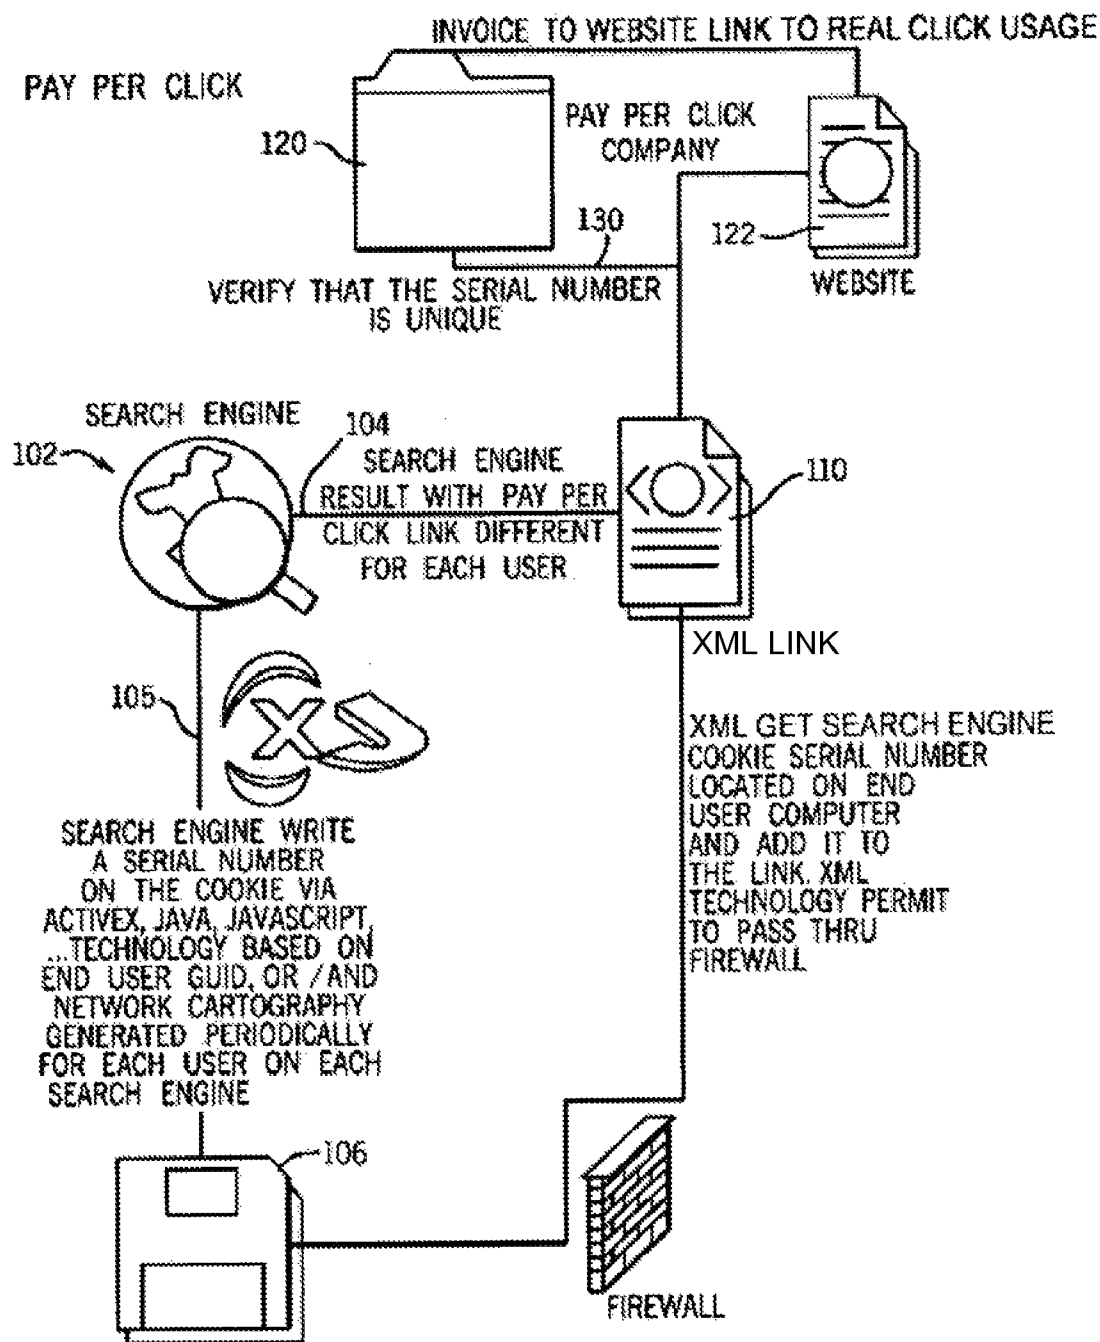 INVOICE TO WEBSITE LINK TO REAL CLICK USAGE
PAY PER CLICK
120
PAY PER CLICK
COMPANY
130
122
WEBSITE
VERIFY THAT THE SERIAL NUMBER
IS UNIQUE
SEARCH ENGINE
102
104
SEARCH ENGINE
RESULT WITH PAY PER
CLICK LINK DIFFERENT
FOR EACH USER
110
XML LINK
105
X
XML GET SEARCH ENGINE
COOKIE SERIAL NUMBER
LOCATED ON END
USER COMPUTER
AND ADD IT TO
THE LINK. XML
TECHNOLOGY PERMIT
TO PASS THRU
FIREWALL
SEARCH ENGINE WRITE
A SERIAL NUMBER
ON THE COOKIE VIA
ACTIVEX, JAVA, JAVASCRIPT,
...TECHNOLOGY BASED ON
END USER GUID, OR / AND
NETWORK CARTOGRAPHY
GENERATED PERIODICALLY
FOR EACH USER ON EACH
SEARCH ENGINE
106
FIREWALL